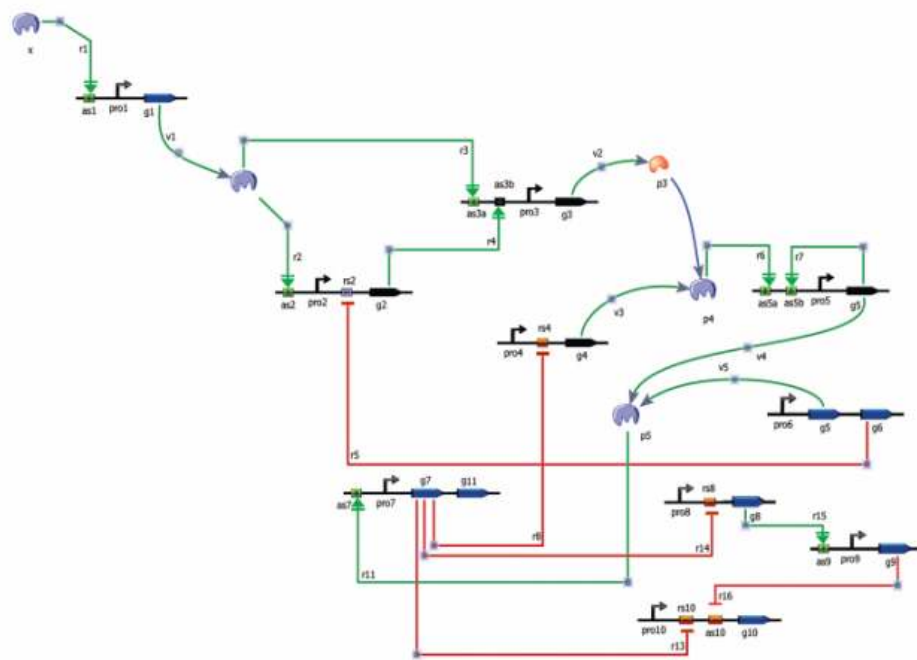 x
r1
as1 pro1 g1
v1
r3
as3b
v2
p3
as3a pro3 g3
r4
r2
rs2
as2 pro2 g2
r6
r7
as5a as5b pro5 g5
p4
v3
rs4
pro4 g4
v4
v5
p5
pro6 g5 g6
r5
g7 g11
as7 pro7
rs8
pro8 g8
r15
r8
r14
as9 pro9 g9
r11
r16
rs10
pro10 as10 g10
r13